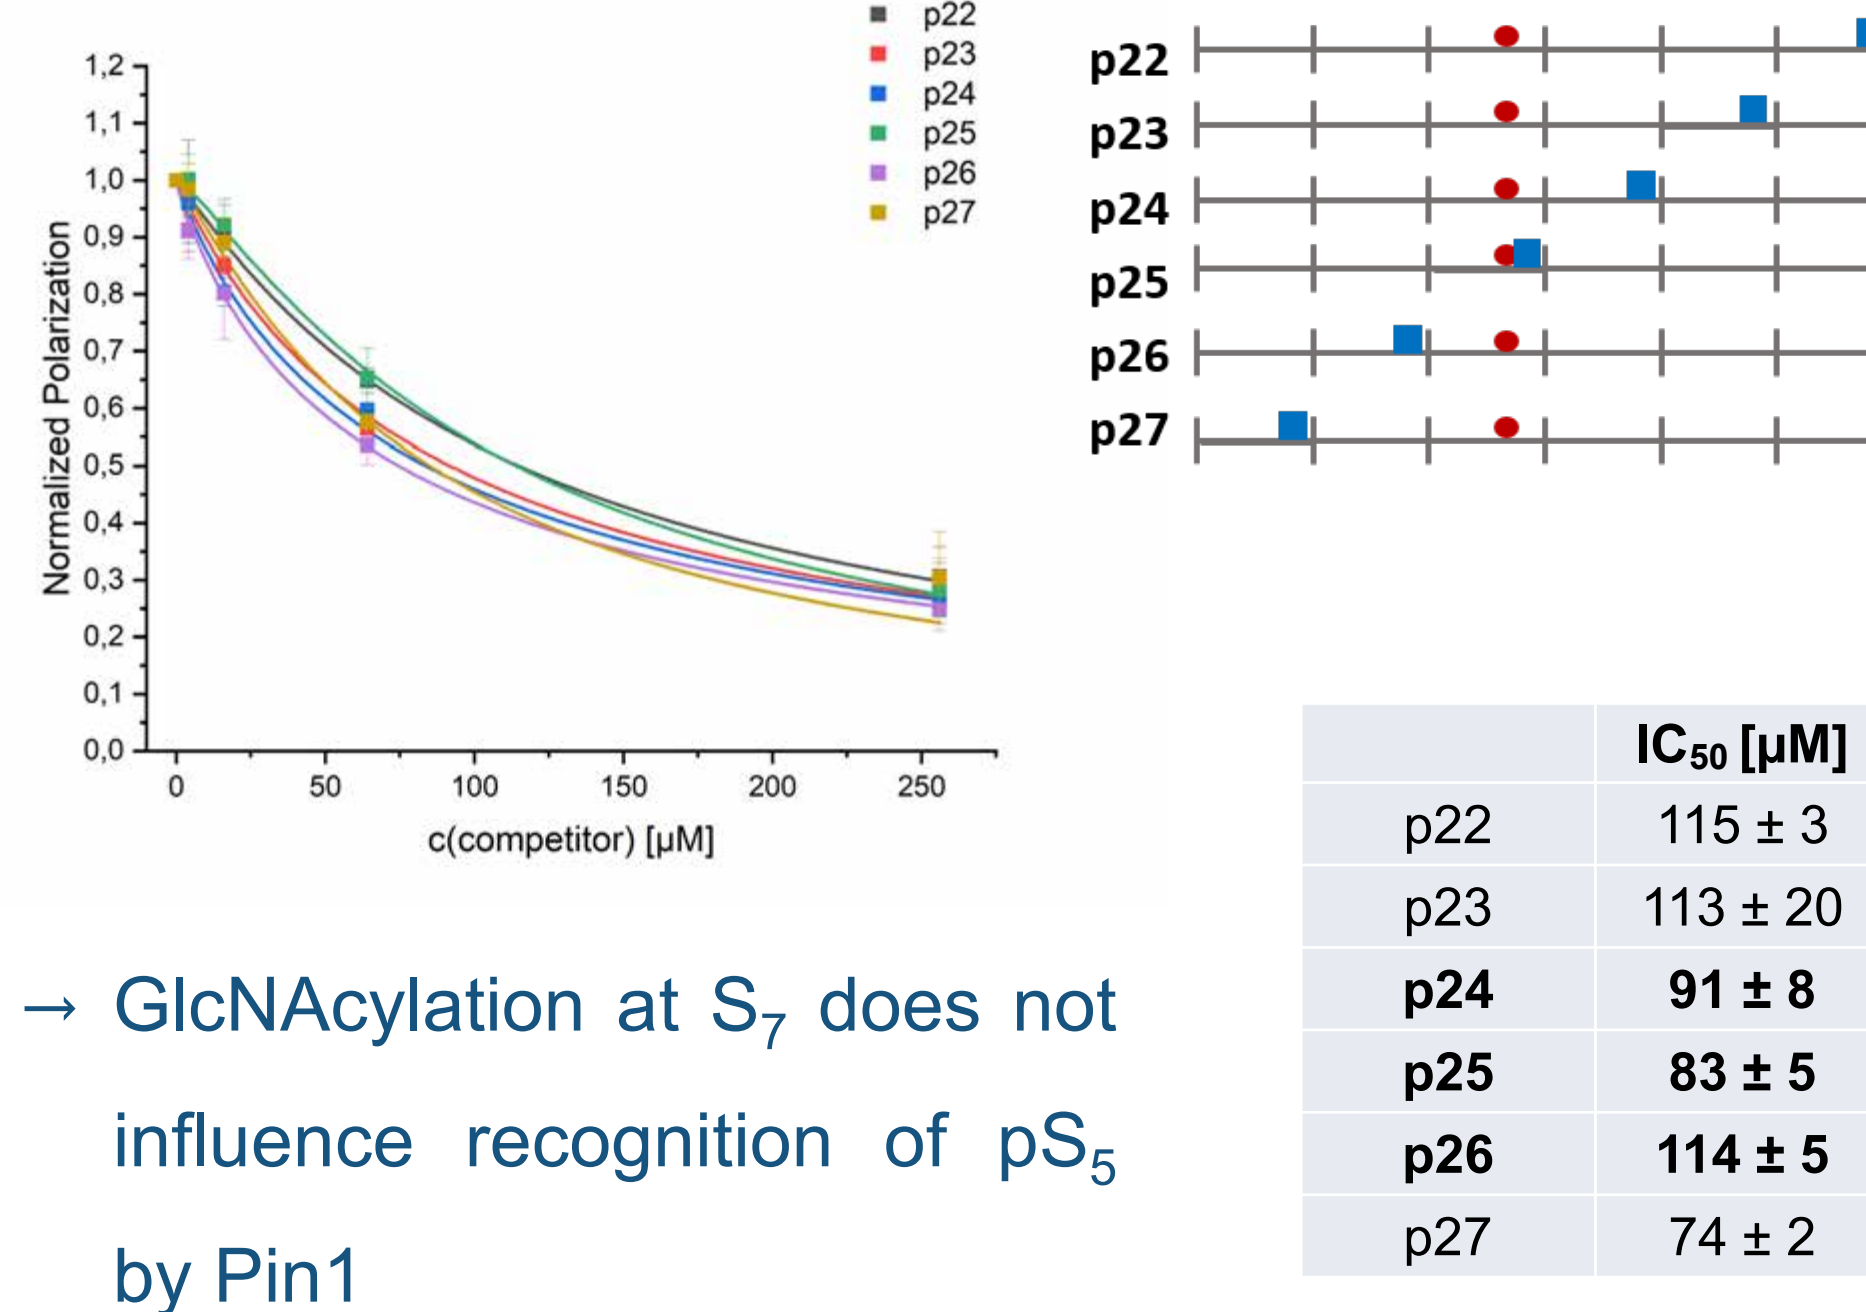 p22
p23
p24
p25
p26
p27
1,2
1,1
1,0
0,9
0,8
0,7
0,6
0,5
0,4
0,3
0,2
0,1
0,0
Normalized Polarization
0 50 100 150 200 250
c(competitor) [µM]
p22
p23
p24
p25
p26
p27
IC₅₀ [µM]
p22 115 ± 3
p23 113 ± 20
p24 91 ± 8
p25 83 ± 5
p26 114 ± 5
p27 74 ± 2
→ GlcNAcylation at S₇ does not
influence recognition of pS₅
by Pin1